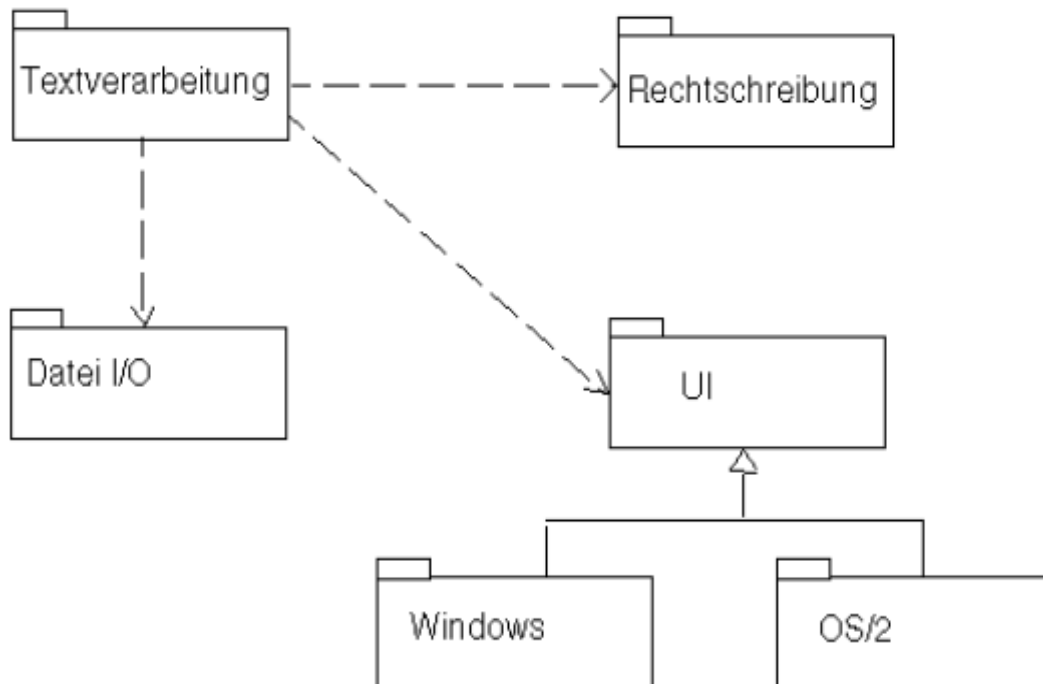 Textverarbeitung
Rechtschreibung
Datei I/O
UI
Windows
OS/2